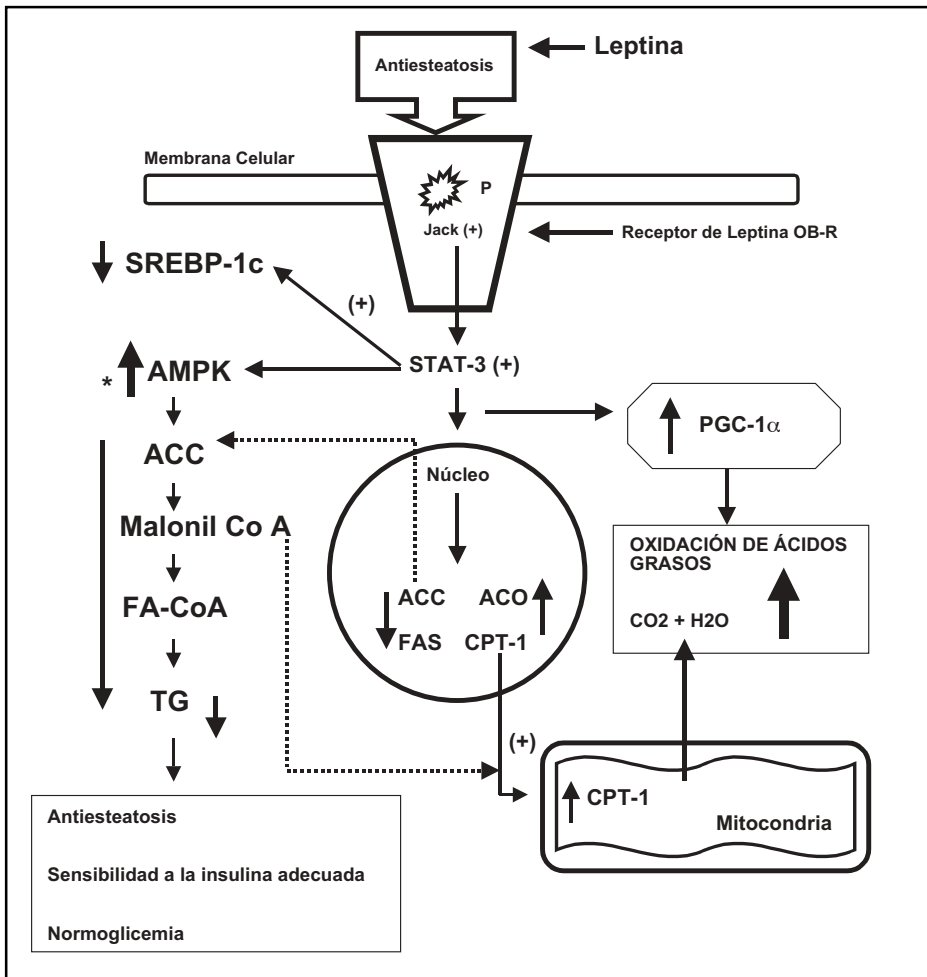 Leptina
Antiesteatosis
Membrana Celular
P
Jack (+)
Receptor de Leptina OB-R
SREBP-1c
(+)
STAT-3 (+)
* AMPK
PGC-1α
ACC
Núcleo
Malonil Co A
OXIDACIÓN DE ÁCIDOS
GRASOS
FA-CoA
ACC ACO
CO2 + H2O
FAS CPT-1
TG
(+)
CPT-1
Mitocondria
Antiesteatosis
Sensibilidad a la insulina adecuada
Normoglicemia